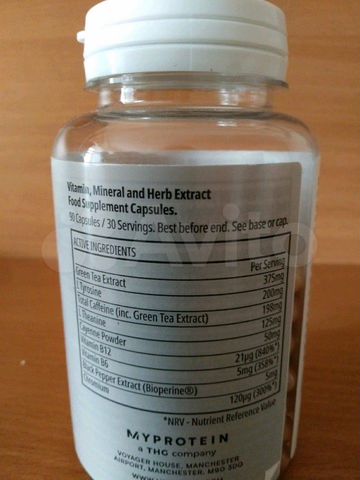 Vitamin, Mineral and Herb Extract
Food Supplement Capsules.
90 Capsules / 30 Servings. Best before end. See base or cap.
ACTIVE INGREDIENTS
Per Serving
Green Tea Extract 375mg
L Tyrosine 200mg
Total Caffeine (inc. Green Tea Extract) 198mg
L Theanine 125mg
Cayenne Powder 50mg
Vitamin B12 21µg (840%*)
Vitamin B6 5mg (358%*)
Black Pepper Extract (Bioperine®) 5mg
Chromium 120µg (300%*)
*NRV - Nutrient Reference Value
MYPROTEIN
a THG company
VOYAGER HOUSE, MANCHESTER
AIRPORT, MANCHESTER, M90 3DQ
Avito